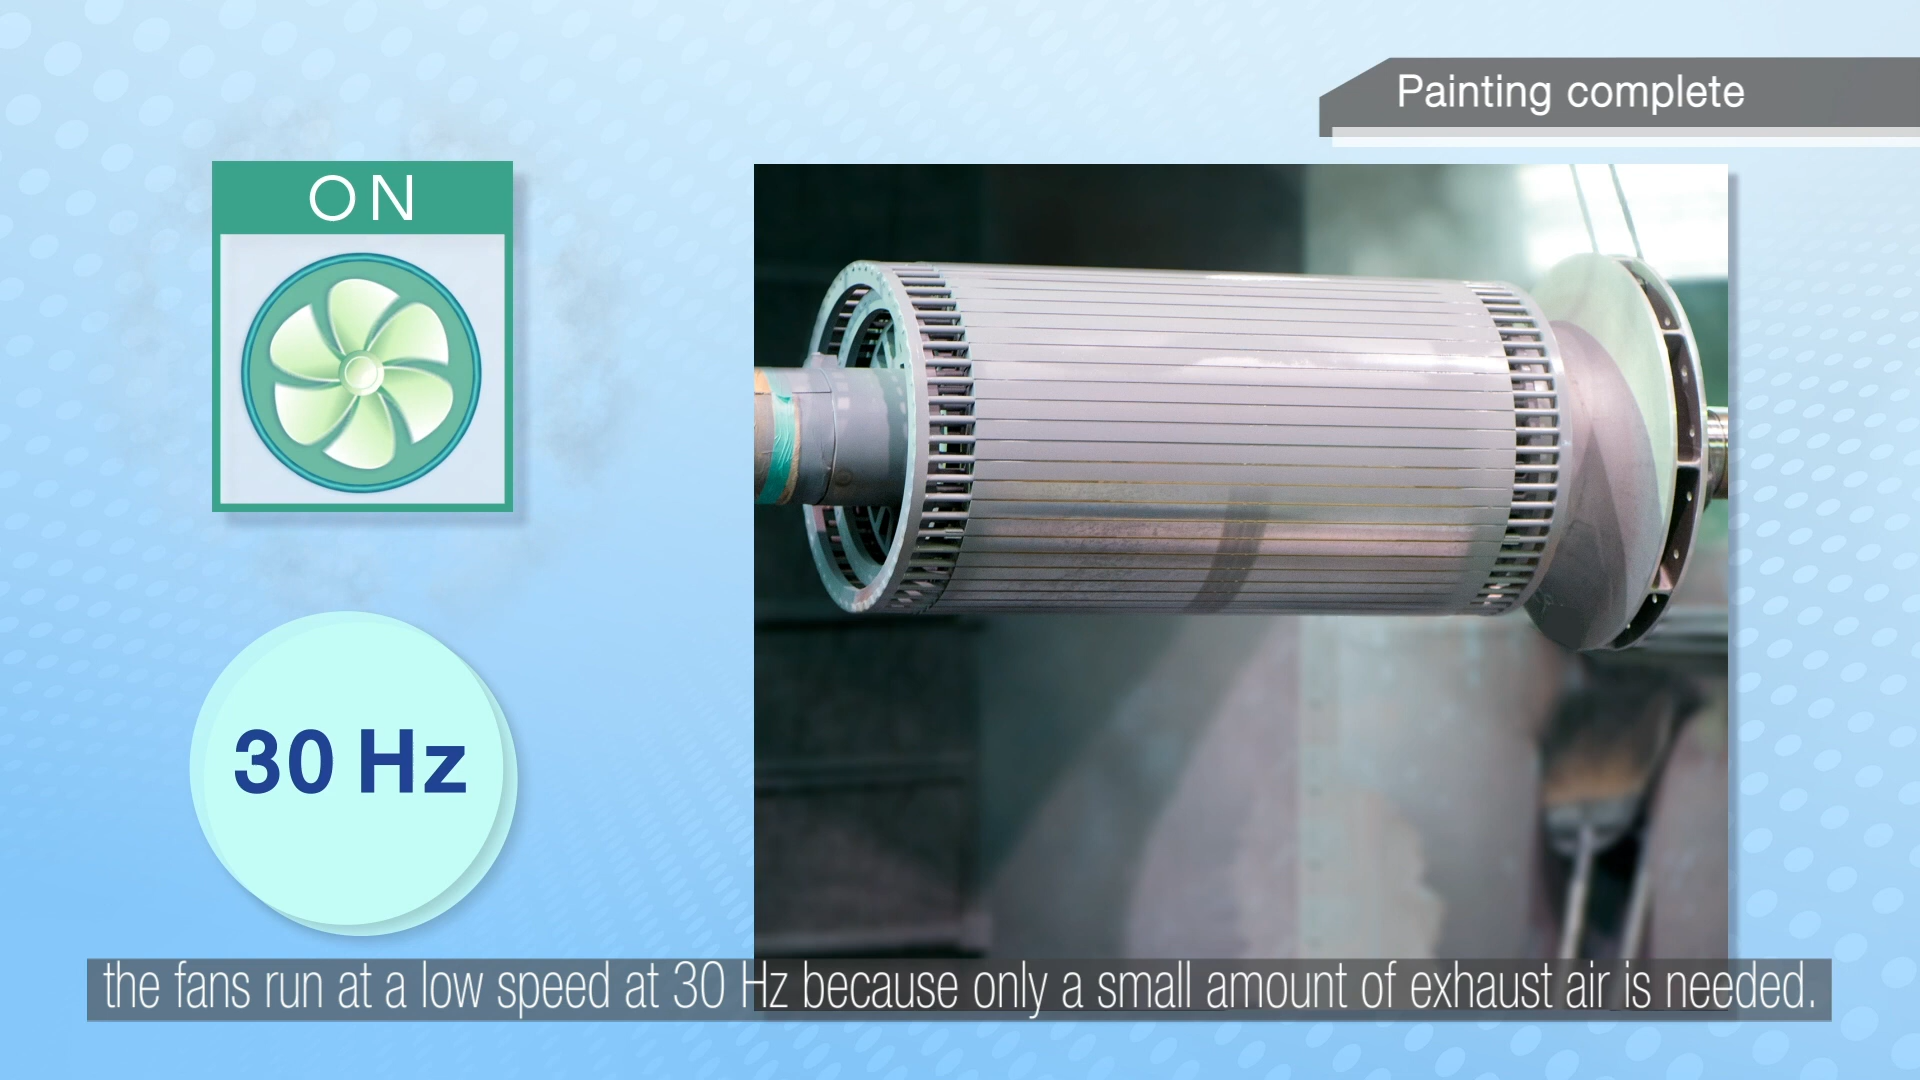 Painting complete
ON
30 Hz
the fans run at a low speed at 30 Hz because only a small amount of exhaust air is needed.